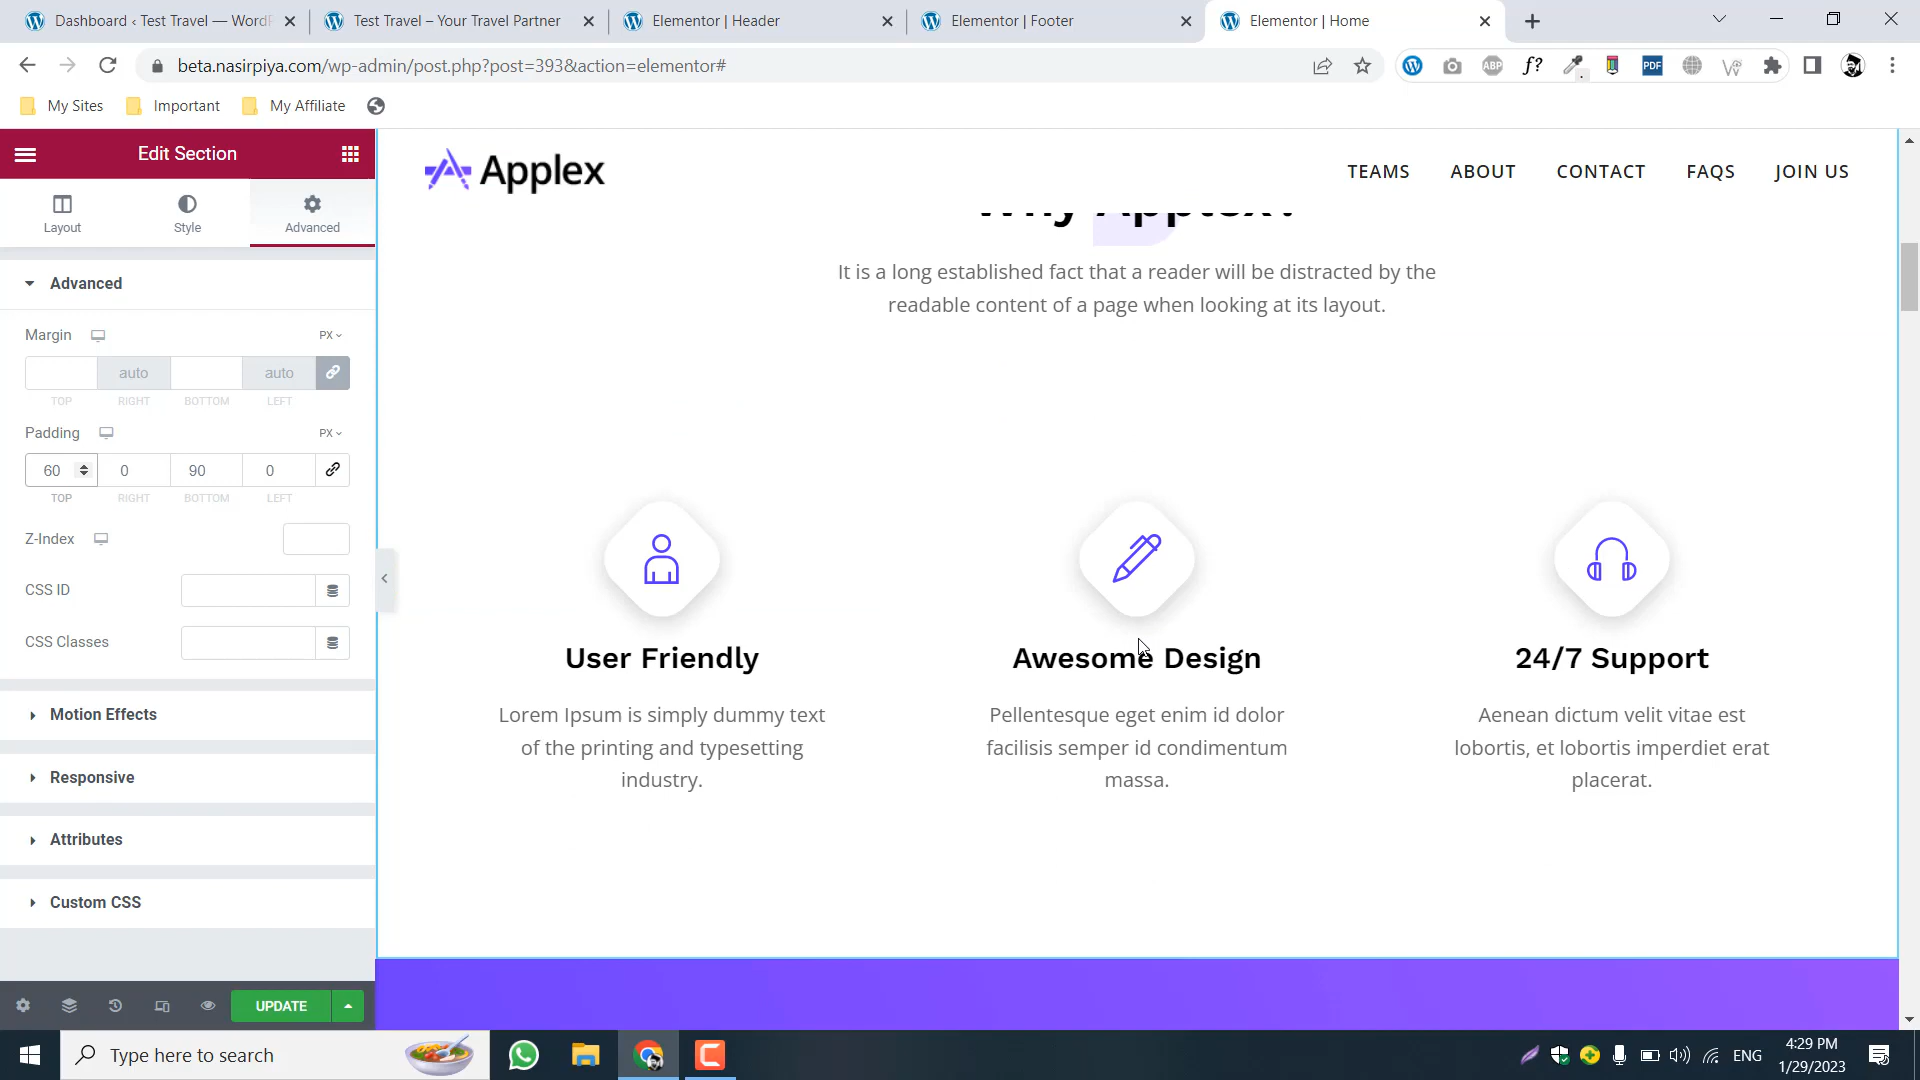 Dashboard ‹ Test Travel — WordP
Test Travel – Your Travel Partner
Elementor | Header
Elementor | Footer
Elementor | Home
beta.nasirpiya.com/wp-admin/post.php?post=393&action=elementor#
ABP
f?
PDF
My Sites
Important
My Affiliate
Edit Section
Layout
Style
Advanced
Applex
TEAMS
ABOUT
CONTACT
FAQS
JOIN US
Why Applex?
It is a long established fact that a reader will be distracted by the
readable content of a page when looking at its layout.
Advanced
Margin
PX
auto
auto
TOP
RIGHT
BOTTOM
LEFT
Padding
PX
60
0
90
0
TOP
RIGHT
BOTTOM
LEFT
Z-Index
CSS ID
CSS Classes
Motion Effects
Responsive
Attributes
Custom CSS
User Friendly
Awesome Design
24/7 Support
Lorem Ipsum is simply dummy text
of the printing and typesetting
industry.
Pellentesque eget enim id dolor
facilisis semper id condimentum
massa.
Aenean dictum velit vitae est
lobortis, et lobortis imperdiet erat
placerat.
UPDATE
Type here to search
ENG
4:29 PM
1/29/2023